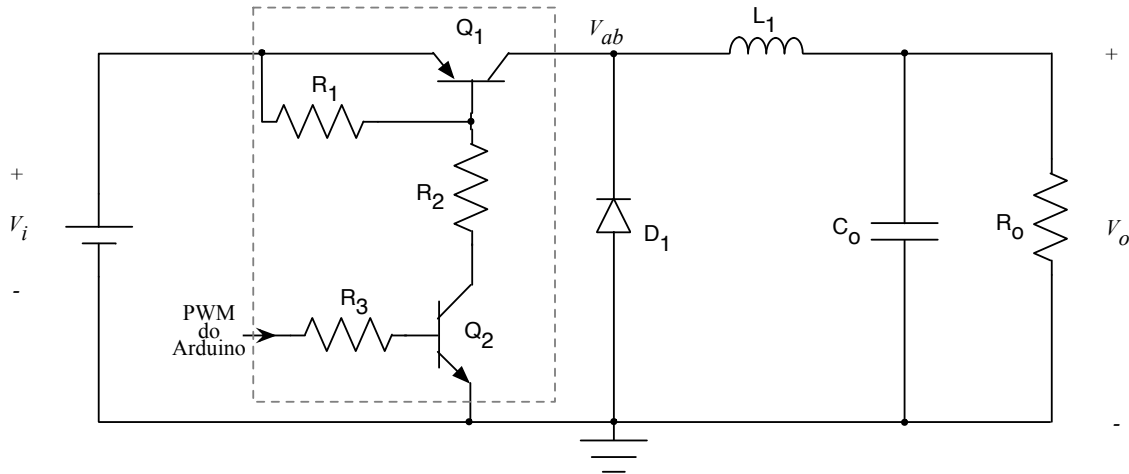 Q1
Vab
L1
+
R1
+
Vi
-
R2
D1
Co
Ro
Vo
PWM
do
Arduino
R3
Q2
-